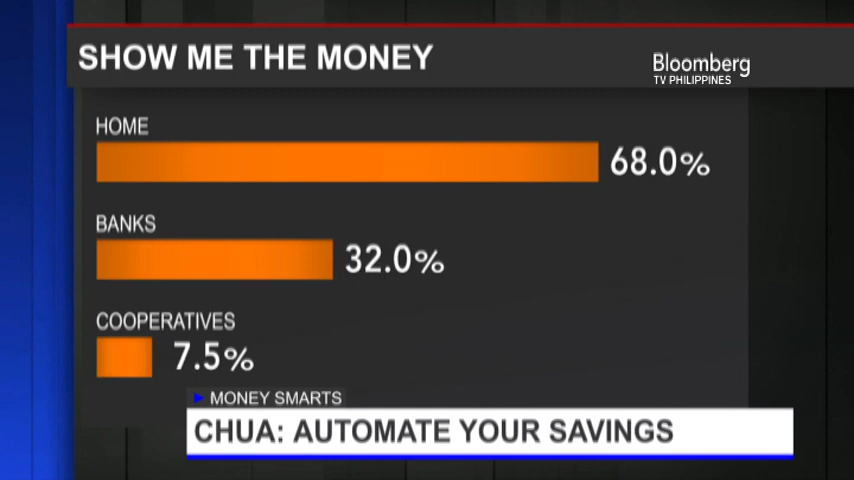 SHOW ME THE MONEY
Bloomberg
TV PHILIPPINES
HOME
68.0%
BANKS
32.0%
COOPERATIVES
7.5%
MONEY SMARTS
CHUA: AUTOMATE YOUR SAVINGS